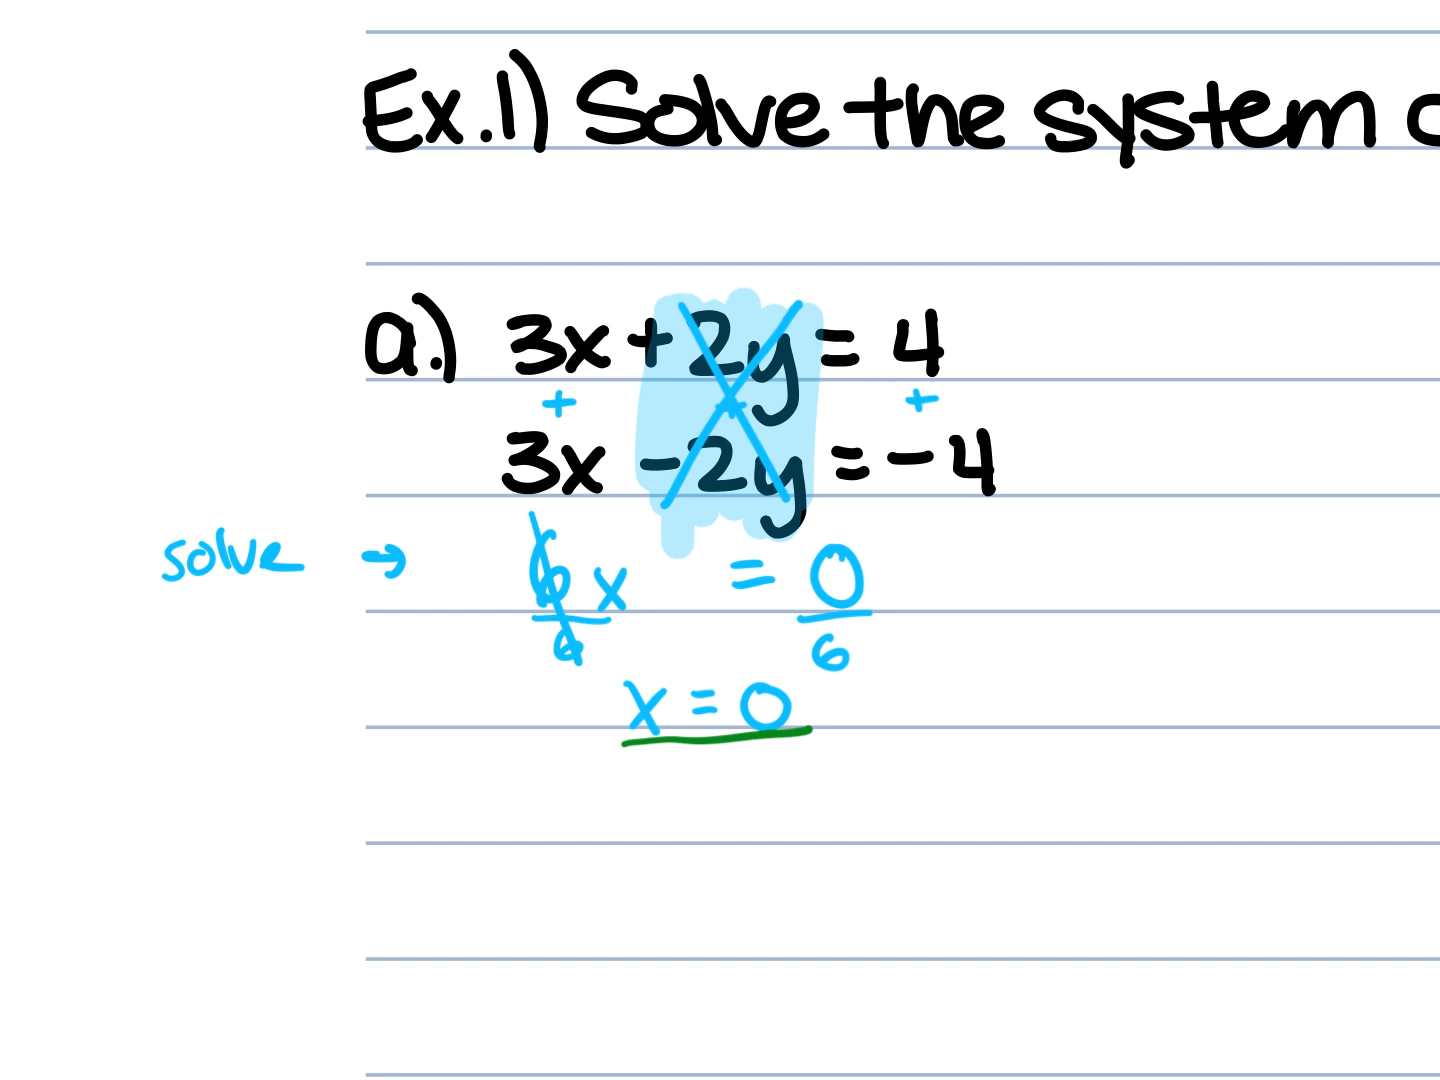 Ex.1) Solve the system
a.) 3x + 2y = 4
+ + +
3x - 2y = -4
solve → 6x = 0
6 6
x = 0